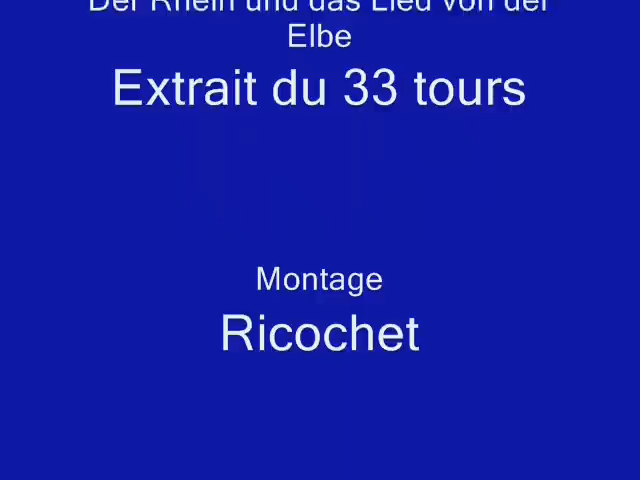 Der Rhein und das Lied von der
Elbe
Extrait du 33 tours
Montage
Ricochet